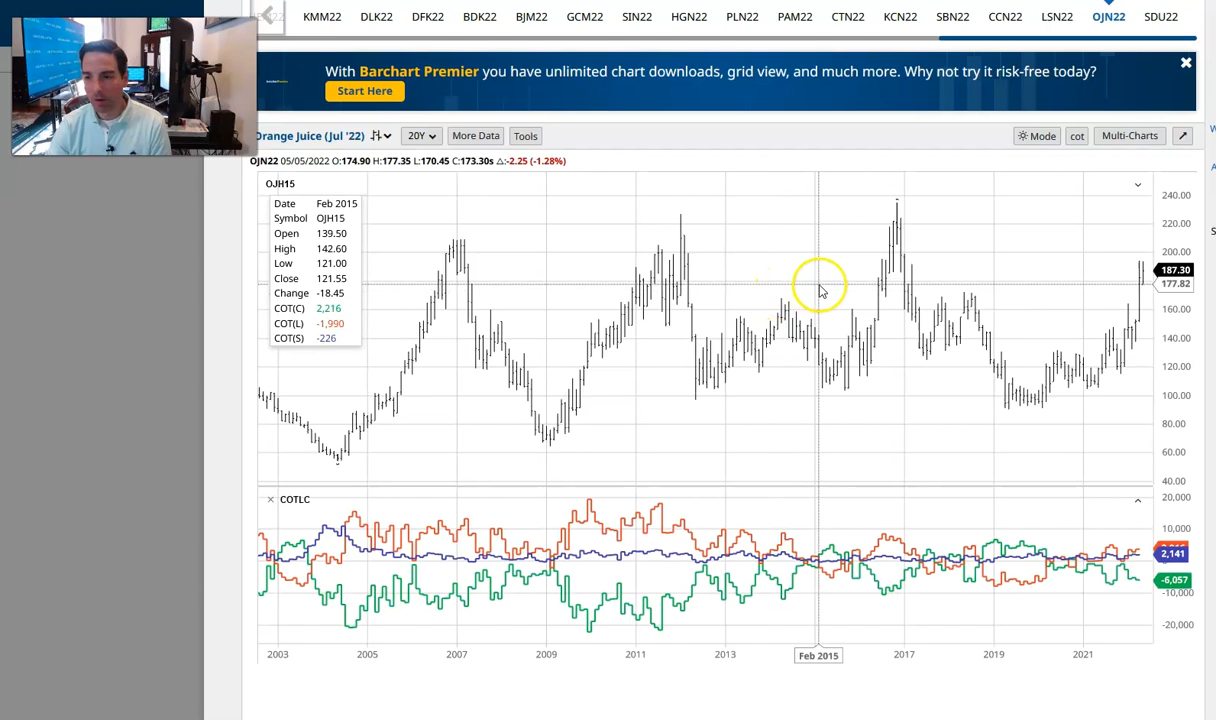 KMM22 DLK22 DFK22 BDK22 BJM22 GCM22 SIN22 HGN22 PLN22 PAM22 CTN22 KCN22 SBN22 CCN22 LSN22 OJN22 SDU22
With Barchart Premier you have unlimited chart downloads, grid view, and much more. Why not try it risk-free today?
Start Here
Orange Juice (Jul '22) 20Y More Data Tools Mode cot Multi-Charts
OJN22 05/05/2022 O:174.90 H:177.35 L:170.45 C:173.30s △:-2.25 (-1.28%)
OJH15
Date Feb 2015
Symbol OJH15
Open 139.50
High 142.60
Low 121.00
Close 121.55
Change -18.45
COT(C) 2,216
COT(L) -1,990
COT(S) -226
240.00
220.00
200.00
187.30
177.82
160.00
140.00
120.00
100.00
80.00
60.00
40.00
COTLC
20,000
10,000
2,141
-6,057
-10,000
-20,000
2003 2005 2007 2009 2011 2013 Feb 2015 2017 2019 2021